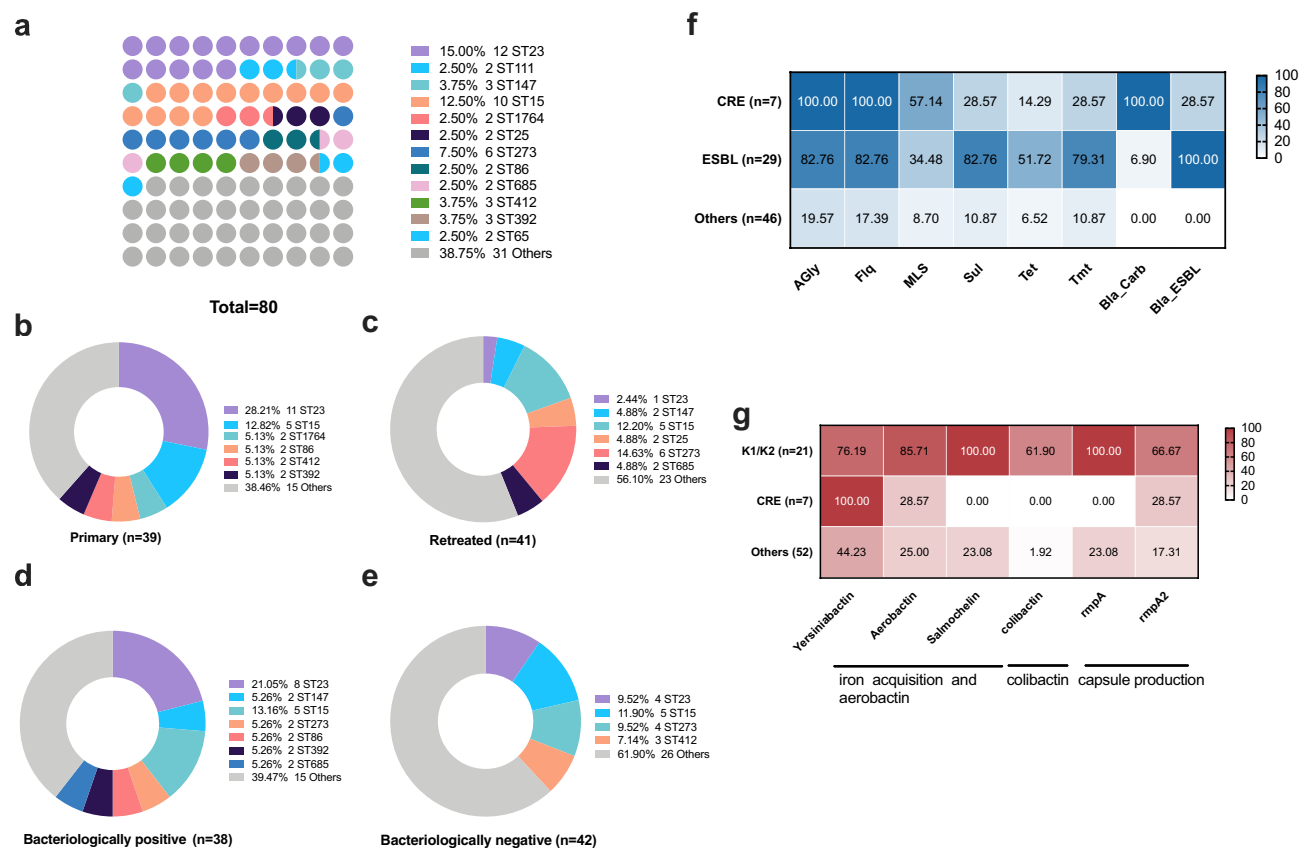 a
15.00% 12 ST23
2.50% 2 ST111
3.75% 3 ST147
12.50% 10 ST15
2.50% 2 ST1764
2.50% 2 ST25
7.50% 6 ST273
2.50% 2 ST86
2.50% 2 ST685
3.75% 3 ST412
3.75% 3 ST392
2.50% 2 ST65
38.75% 31 Others
Total=80
b
28.21% 11 ST23
12.82% 5 ST15
5.13% 2 ST1764
5.13% 2 ST86
5.13% 2 ST412
5.13% 2 ST392
38.46% 15 Others
Primary (n=39)
c
2.44% 1 ST23
4.88% 2 ST147
12.20% 5 ST15
4.88% 2 ST25
14.63% 6 ST273
4.88% 2 ST685
56.10% 23 Others
Retreated (n=41)
d
21.05% 8 ST23
5.26% 2 ST147
13.16% 5 ST15
5.26% 2 ST273
5.26% 2 ST86
5.26% 2 ST392
5.26% 2 ST685
39.47% 15 Others
Bacteriologically positive (n=38)
e
9.52% 4 ST23
11.90% 5 ST15
9.52% 4 ST273
7.14% 3 ST412
61.90% 26 Others
Bacteriologically negative (n=42)
f
CRE (n=7) 100.00 100.00 57.14 28.57 14.29 28.57 100.00 28.57
ESBL (n=29) 82.76 82.76 34.48 82.76 51.72 79.31 6.90 100.00
Others (n=46) 19.57 17.39 8.70 10.87 6.52 10.87 0.00 0.00
AGly Flq MLS Sul Tet Tmt Bla_Carb Bla_ESBL
100
80
60
40
20
0
g
K1/K2 (n=21) 76.19 85.71 100.00 61.90 100.00 66.67
CRE (n=7) 100.00 28.57 0.00 0.00 0.00 28.57
Others (52) 44.23 25.00 23.08 1.92 23.08 17.31
Yersiniabactin Aerobactin Salmochelin colibactin rmpA rmpA2
100
80
60
40
20
0
iron acquisition and
aerobactin
colibactin
capsule production